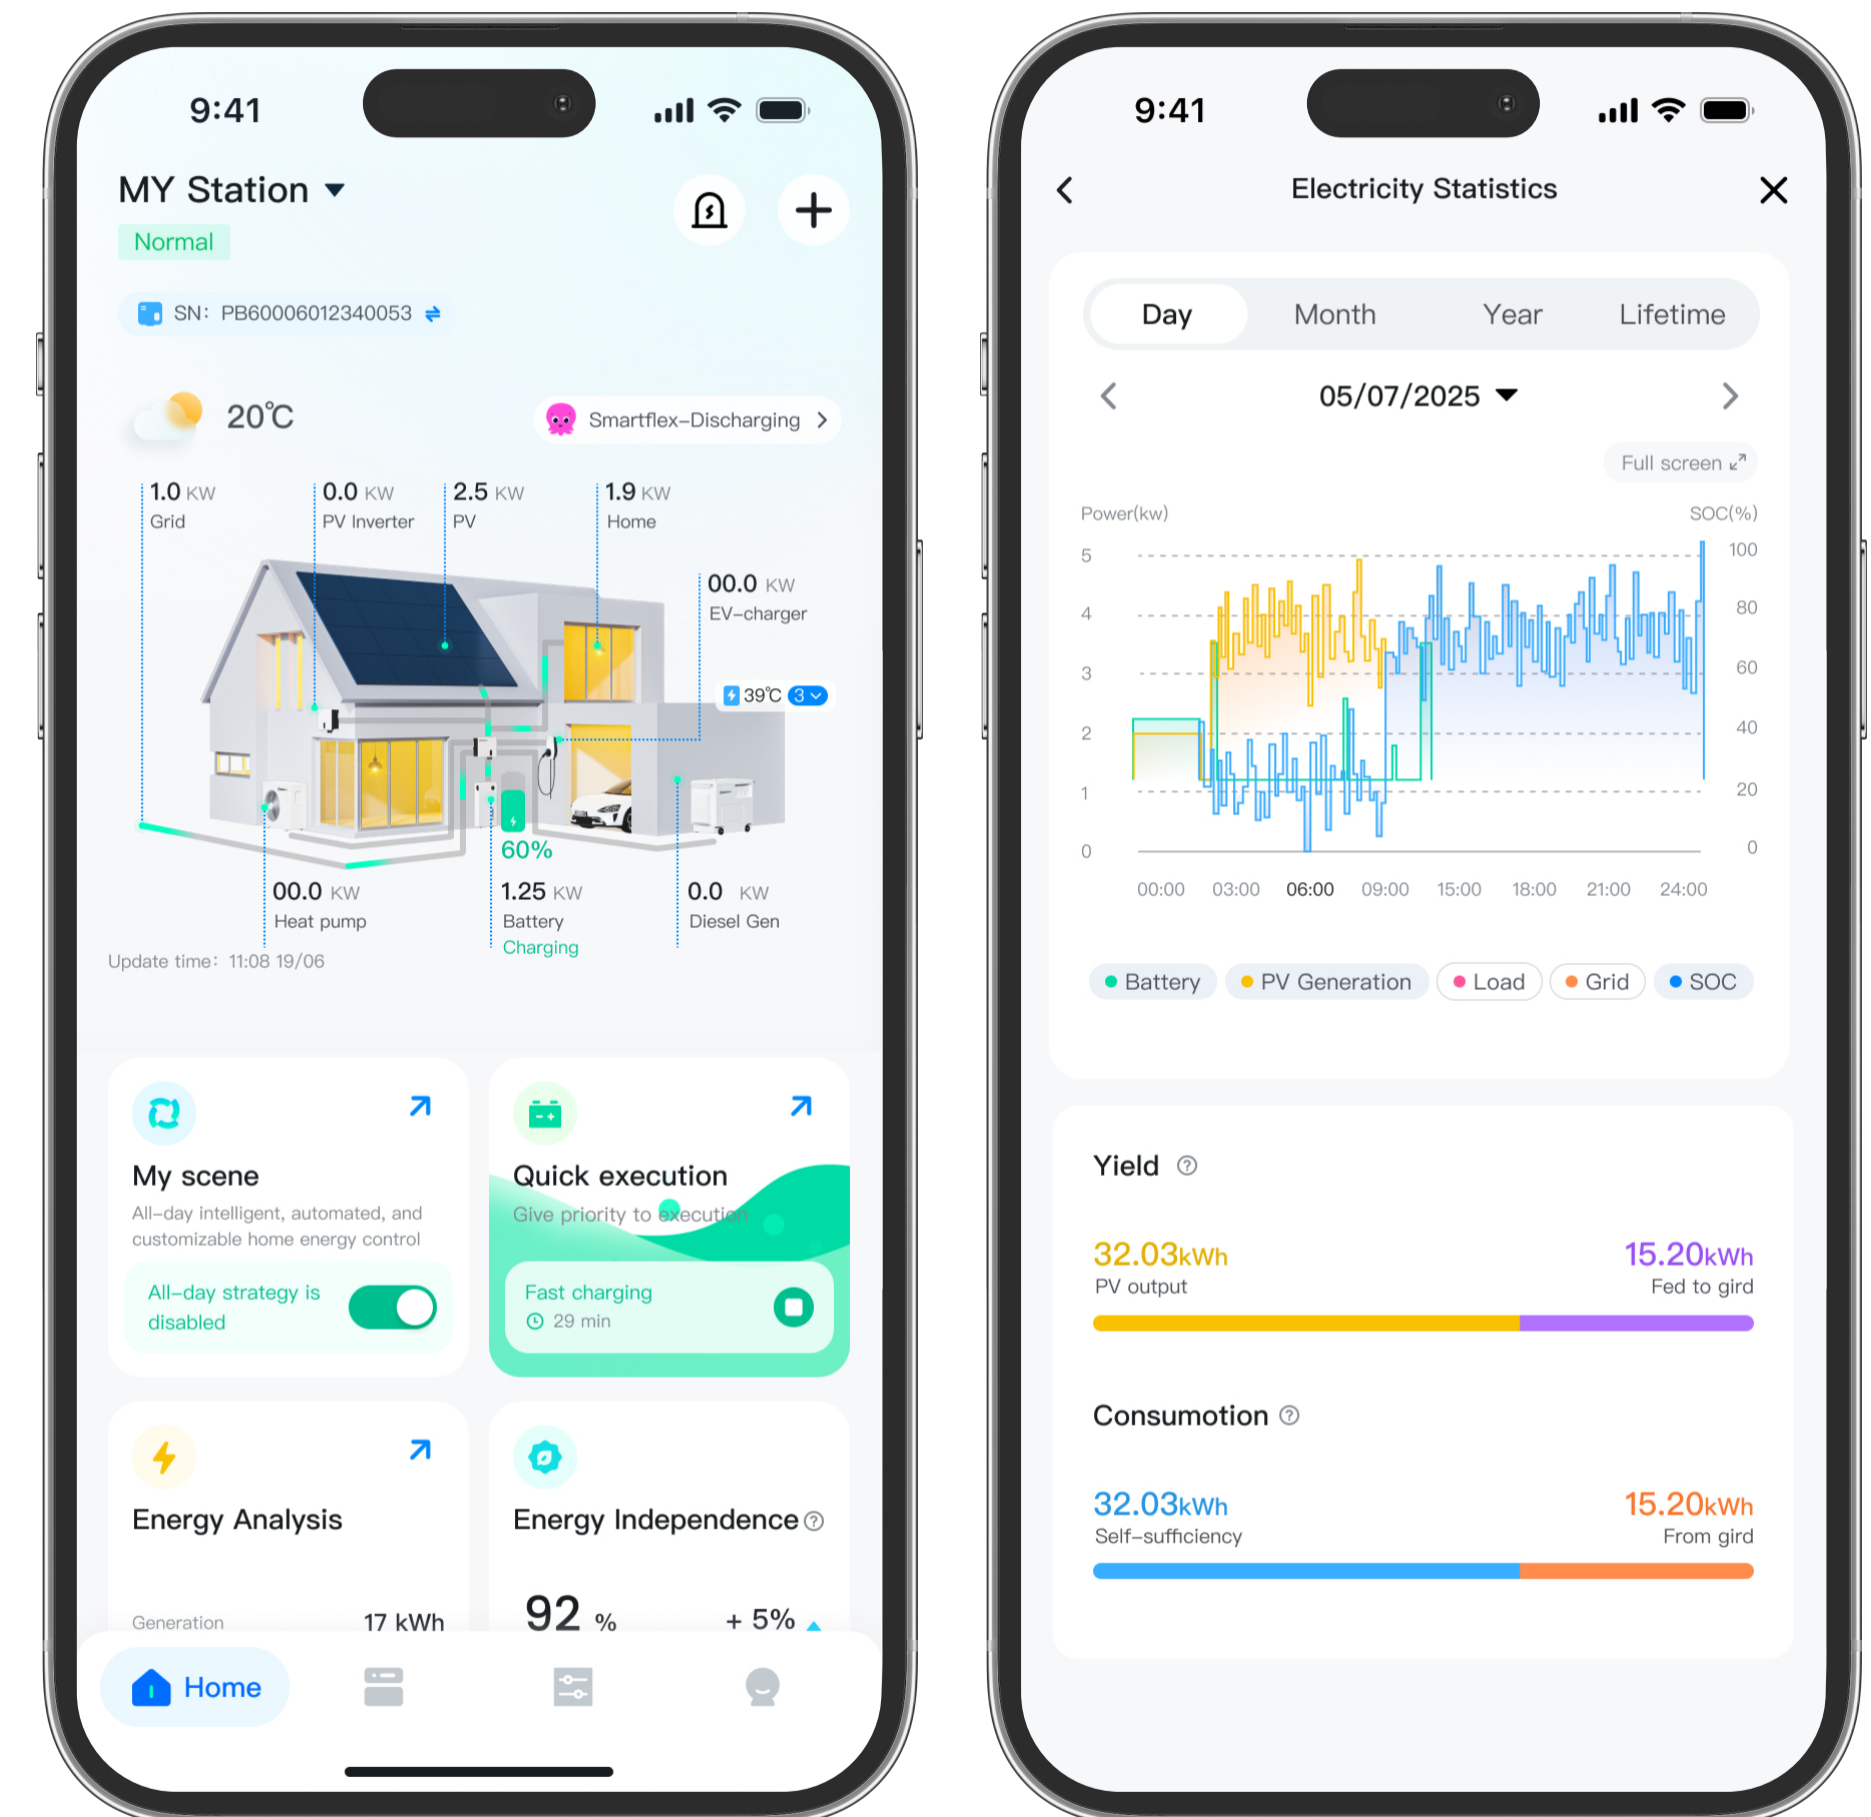 9:41
MY Station
Normal
SN: PB60006012340053
20℃
Smartflex-Discharging
1.0 KW
Grid
0.0 KW
PV Inverter
2.5 KW
PV
1.9 KW
Home
00.0 KW
EV-charger
39℃ 3
60%
00.0 KW
Heat pump
1.25 KW
Battery
Charging
0.0 KW
Diesel Gen
Update time: 11:08 19/06
My scene
All-day intelligent, automated, and
customizable home energy control
All-day strategy is
disabled
Quick execution
Give priority to execution
Fast charging
29 min
Energy Analysis
Generation 17 kWh
Energy Independence
92 % + 5%
Home
9:41
Electricity Statistics
Day Month Year Lifetime
05/07/2025
Full screen
Power(kw) SOC(%)
5 100
4 80
3 60
2 40
1 20
0 0
00:00 03:00 06:00 09:00 15:00 18:00 21:00 24:00
Battery PV Generation Load Grid SOC
Yield
32.03kWh 15.20kWh
PV output Fed to gird
Consumotion
32.03kWh 15.20kWh
Self-sufficiency From gird